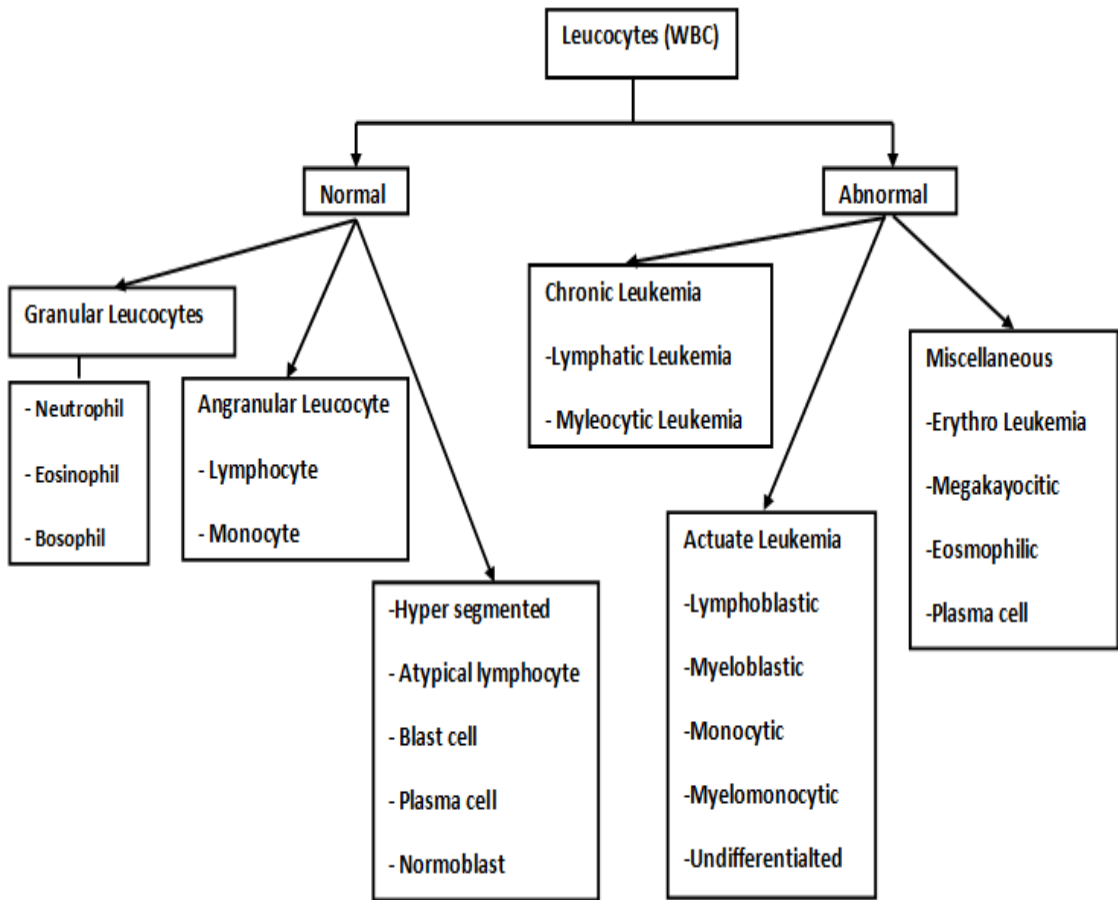 Leucocytes (WBC)
Normal
Abnormal
Granular Leucocytes
- Neutrophil
- Eosinophil
- Bosophil
Angranular Leucocyte
- Lymphocyte
- Monocyte
-Hyper segmented
- Atypical lymphocyte
- Blast cell
- Plasma cell
- Normoblast
Chronic Leukemia
-Lymphatic Leukemia
- Myleocytic Leukemia
Actuate Leukemia
-Lymphoblastic
-Myeloblastic
-Monocytic
-Myelomonocytic
-Undifferentialted
Miscellaneous
-Erythro Leukemia
-Megakayocitic
-Eosmophilic
-Plasma cell